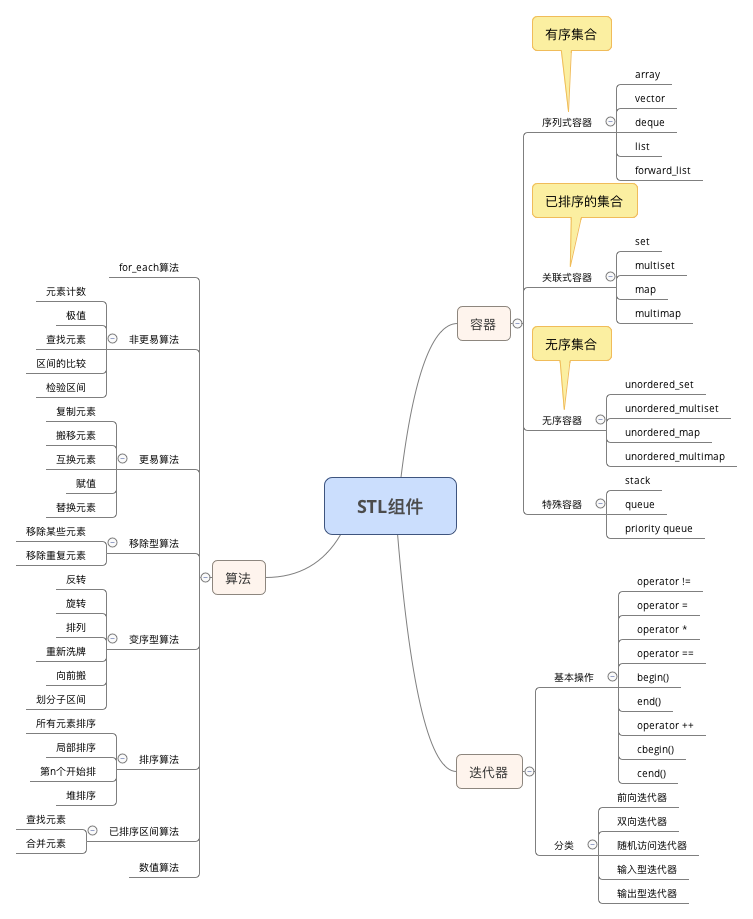 STL组件
容器
有序集合
序列式容器
array
vector
deque
list
forward_list
已排序的集合
关联式容器
set
multiset
map
multimap
无序集合
无序容器
unordered_set
unordered_multiset
unordered_map
unordered_multimap
特殊容器
stack
queue
priority queue
迭代器
基本操作
operator !=
operator =
operator *
operator ==
begin()
end()
operator ++
cbegin()
cend()
分类
前向迭代器
双向迭代器
随机访问迭代器
输入型迭代器
输出型迭代器
算法
for_each算法
非更易算法
元素计数
极值
查找元素
区间的比较
检验区间
更易算法
复制元素
搬移元素
互换元素
赋值
替换元素
移除型算法
移除某些元素
移除重复元素
变序型算法
反转
旋转
排列
重新洗牌
向前搬
划分子区间
排序算法
所有元素排序
局部排序
第n个开始排
堆排序
已排序区间算法
查找元素
合并元素
数值算法